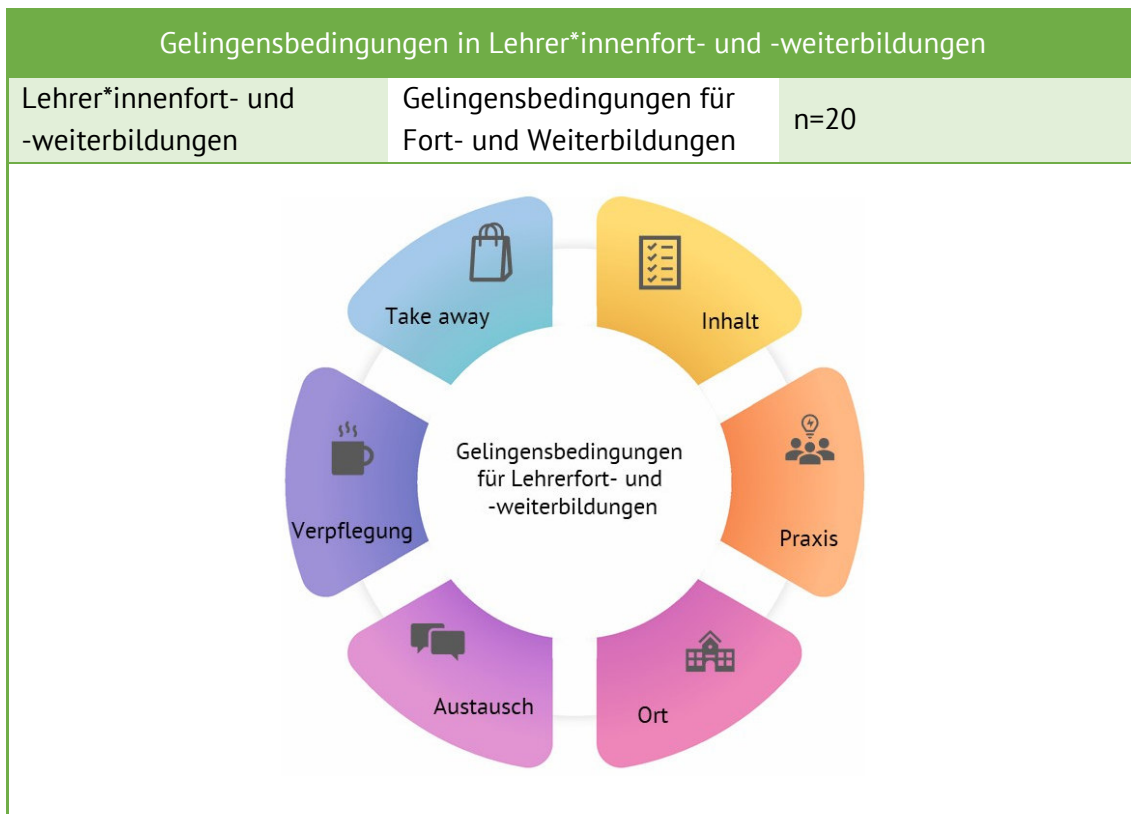 Gelingensbedingungen in Lehrer*innenfort- und -weiterbildungen
Lehrer*innenfort- und
-weiterbildungen
Gelingensbedingungen für
Fort- und Weiterbildungen
n=20
Take away
Inhalt
Gelingensbedingungen
für Lehrerfort- und
-weiterbildungen
Verpflegung
Praxis
Austausch
Ort